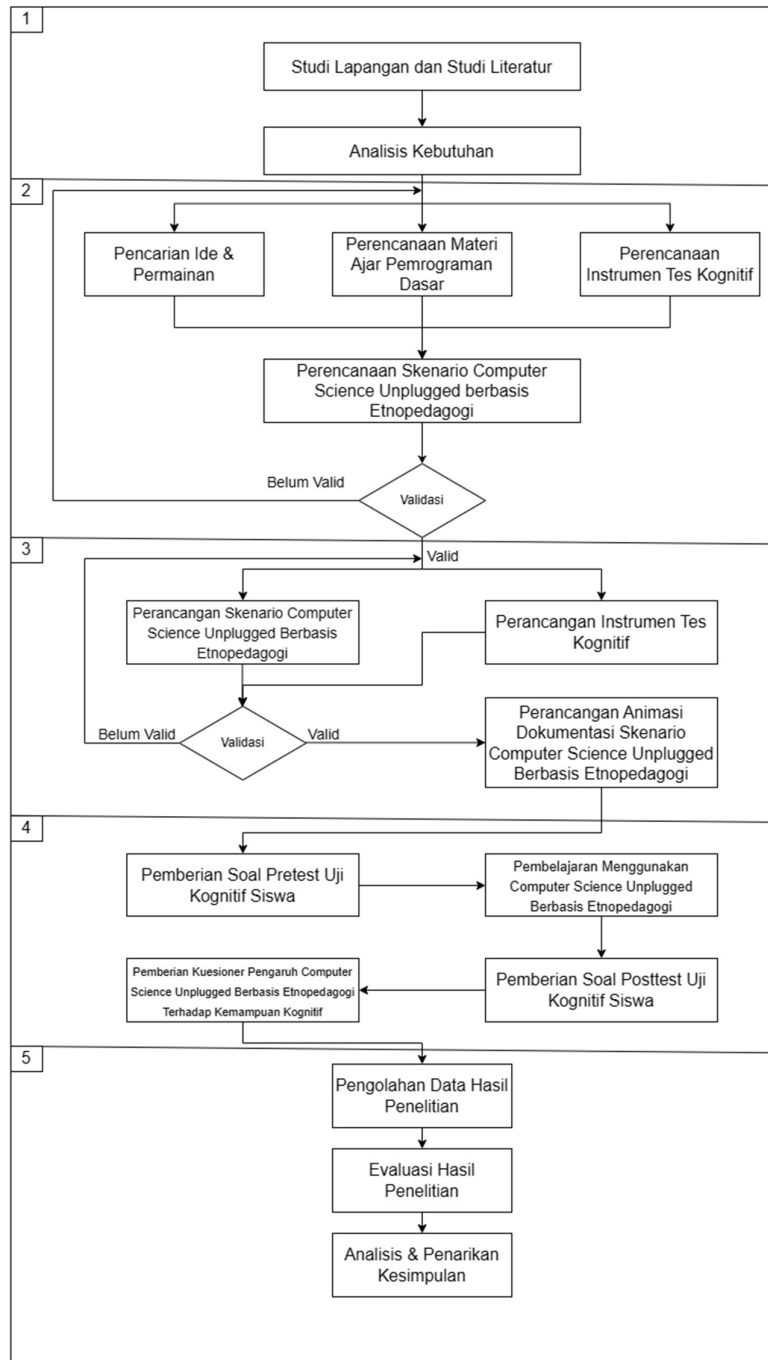 1
Studi Lapangan dan Studi Literatur
Analisis Kebutuhan
2
Pencarian Ide &
Permainan
Perencanaan Materi
Ajar Pemrograman
Dasar
Perencanaan
Instrumen Tes Kognitif
Perencanaan Skenario Computer
Science Unplugged berbasis
Etnopedagogi
Belum Valid
Validasi
3
Valid
Perancangan Skenario Computer
Science Unplugged Berbasis
Etnopedagogi
Perancangan Instrumen Tes
Kognitif
Belum Valid
Validasi
Valid
Perancangan Animasi
Dokumentasi Skenario
Computer Science Unplugged
Berbasis Etnopedagogi
4
Pemberian Soal Pretest Uji
Kognitif Siswa
Pembelajaran Menggunakan
Computer Science Unplugged
Berbasis Etnopedagogi
Pemberian Kuesioner Pengaruh Computer
Science Unplugged Berbasis Etnopedagogi
Terhadap Kemampuan Kognitif
Pemberian Soal Posttest Uji
Kognitif Siswa
5
Pengolahan Data Hasil
Penelitian
Evaluasi Hasil
Penelitian
Analisis & Penarikan
Kesimpulan